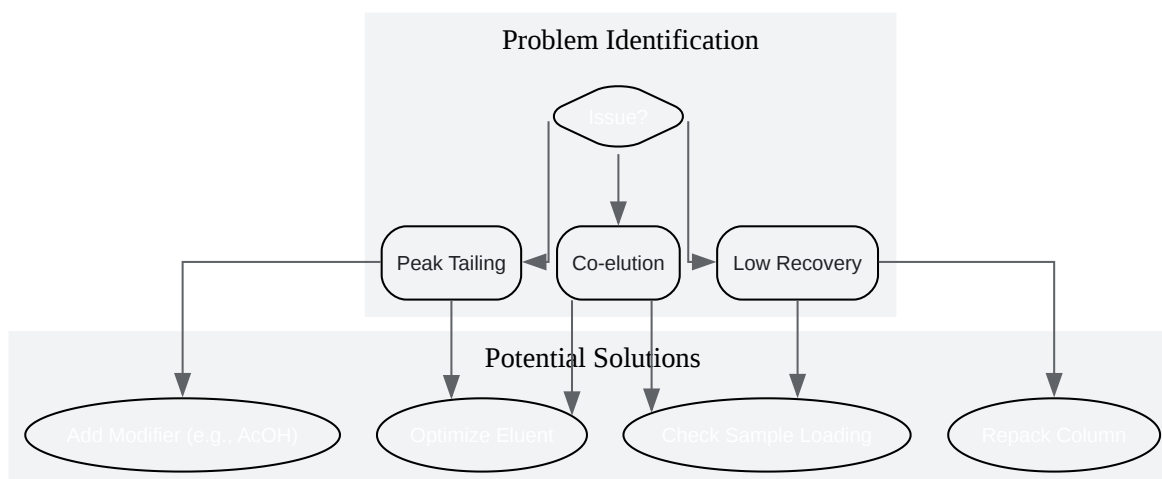 Problem Identification
Issue?
Peak Tailing
Co-elution
Low Recovery
Potential Solutions
Add Modifier (e.g., AcOH)
Optimize Eluent
Check Sample Loading
Repack Column